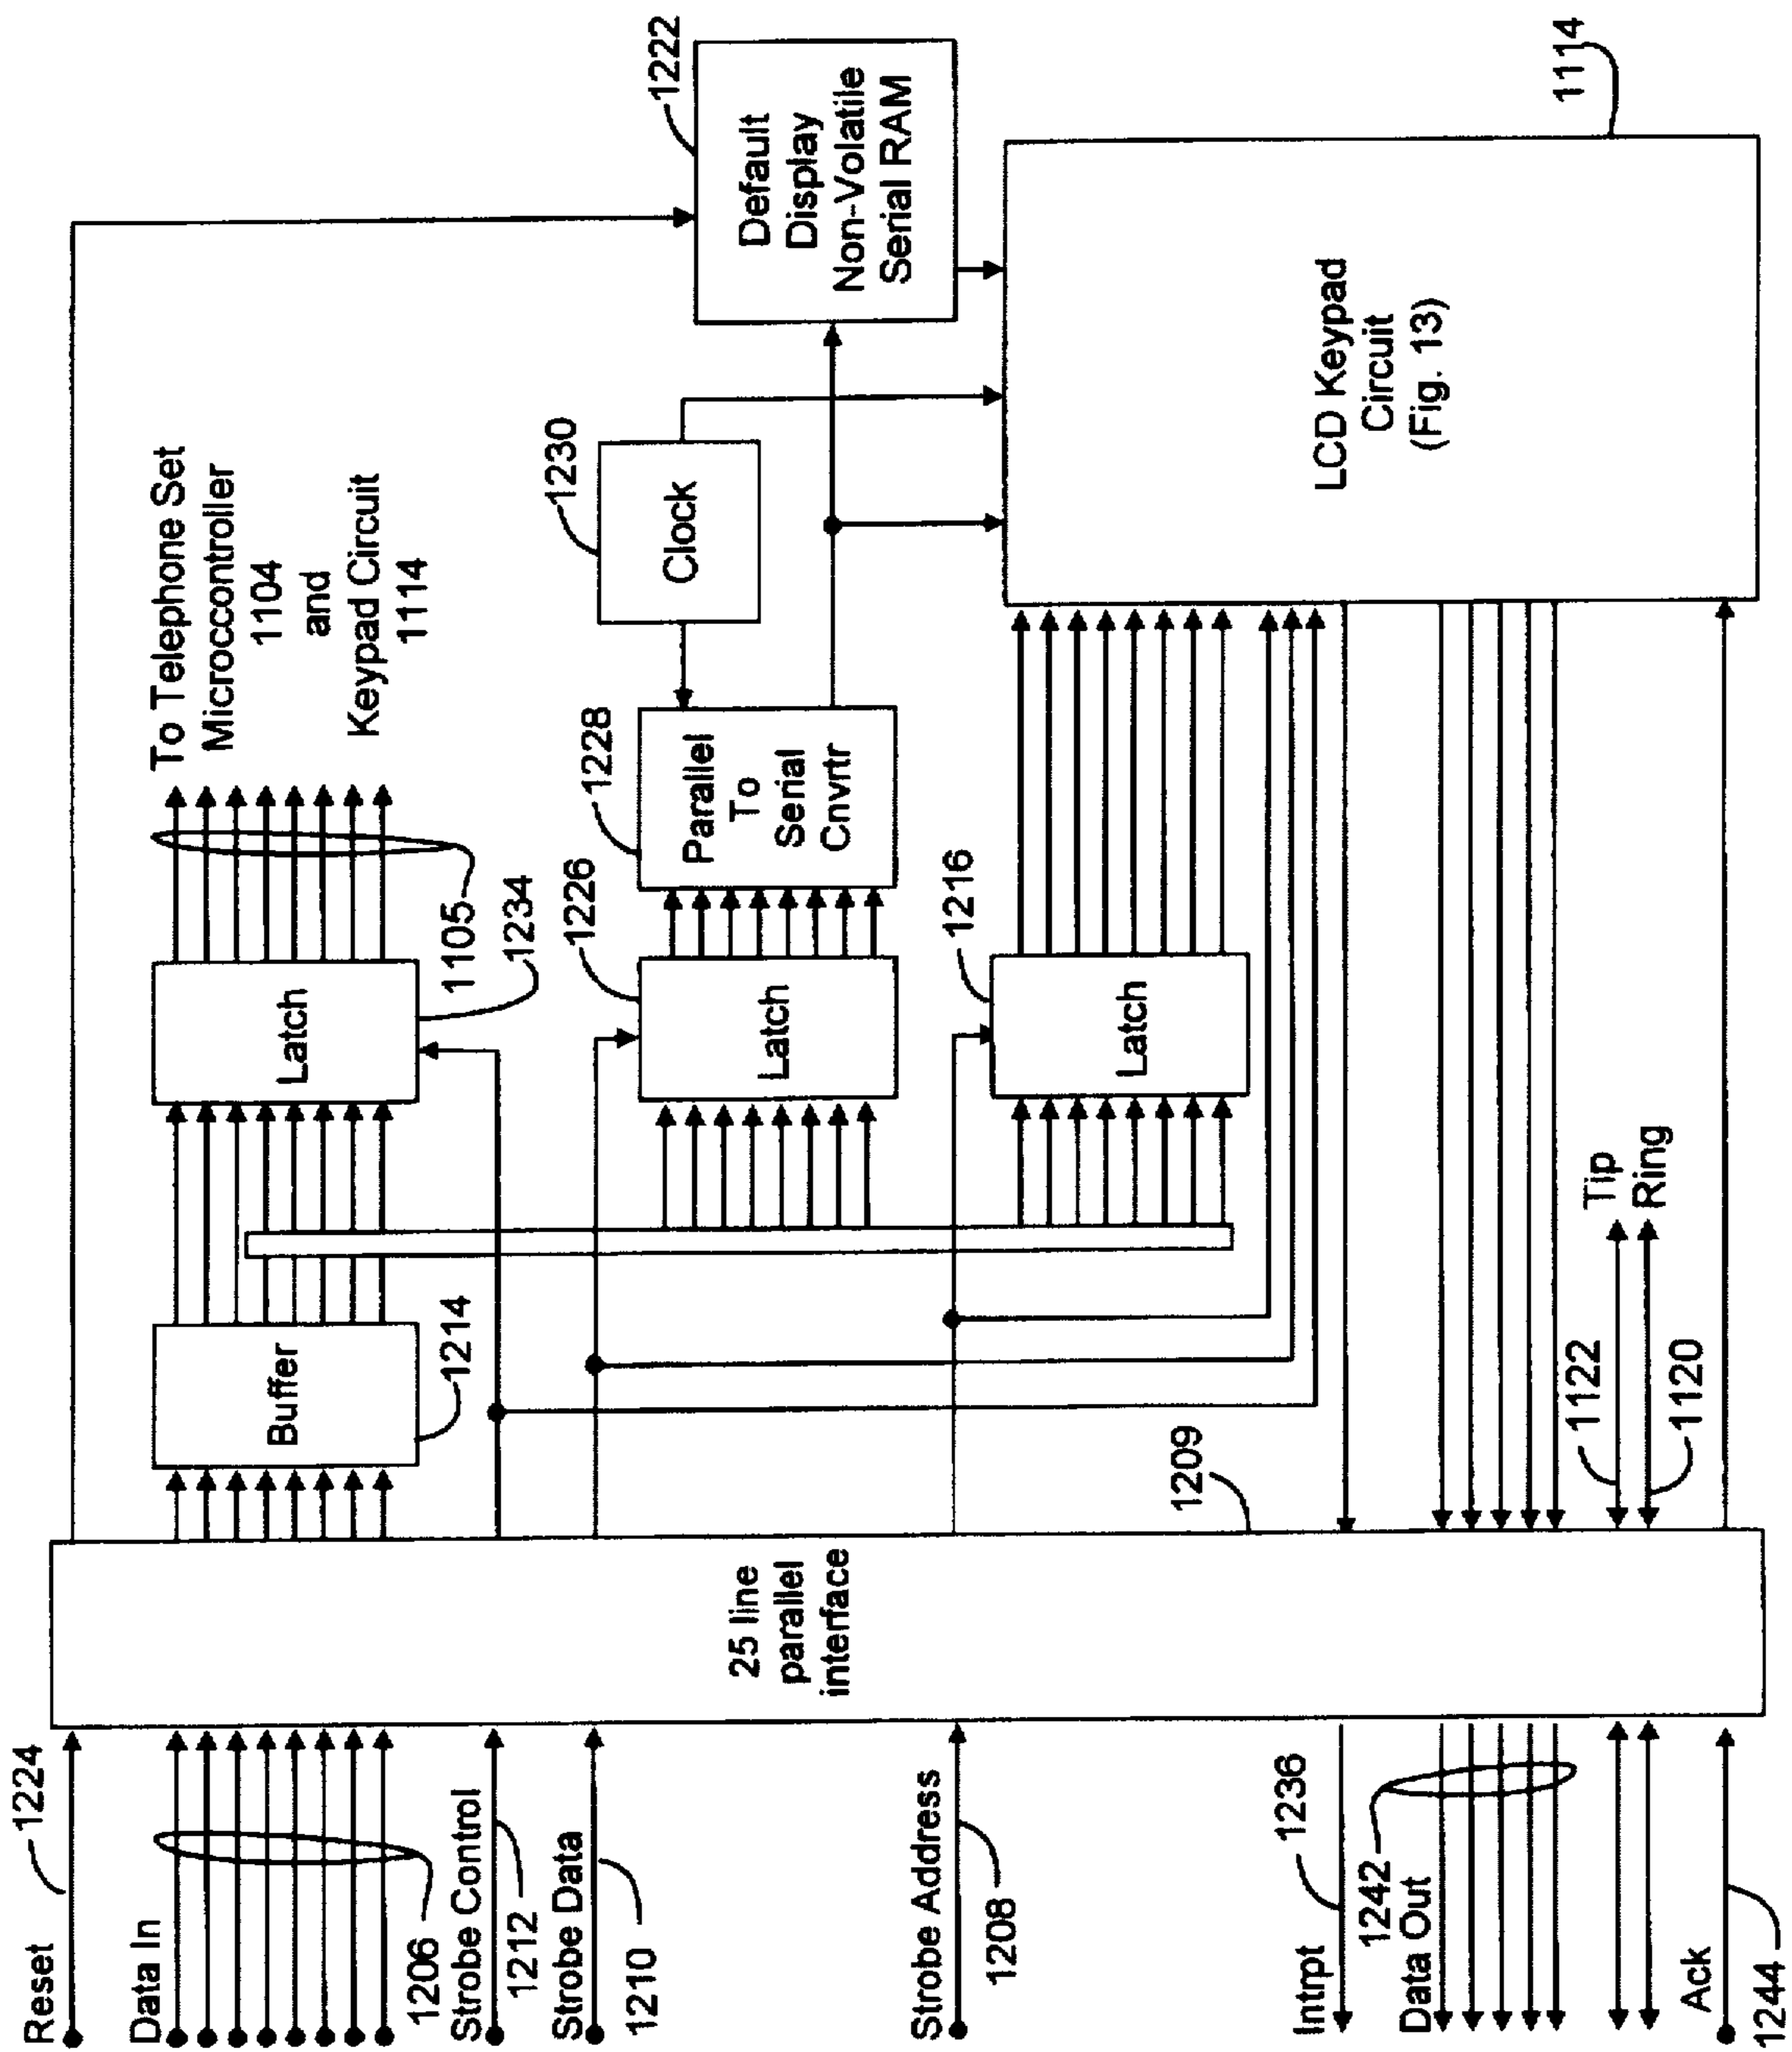 Reset
1224
Data In
1206
Strobe Control
1212
Strobe Data
1210
Strobe Address
1208
Intrpt
1236
1242
Data Out
Ack
1244
25 line
parallel
interface
1209
Buffer
1214
Latch
1234
1105
To Telephone Set
Microccontroller
1104
and
Keypad Circuit
1114
Latch
1226
Parallel
To
Serial
Cnvrtr
1228
Clock
1230
Default
Display
Non-Volatile
Serial RAM
1222
Latch
1216
LCD Keypad
Circuit
(Fig. 13)
1114
Tip
Ring
1122
1120